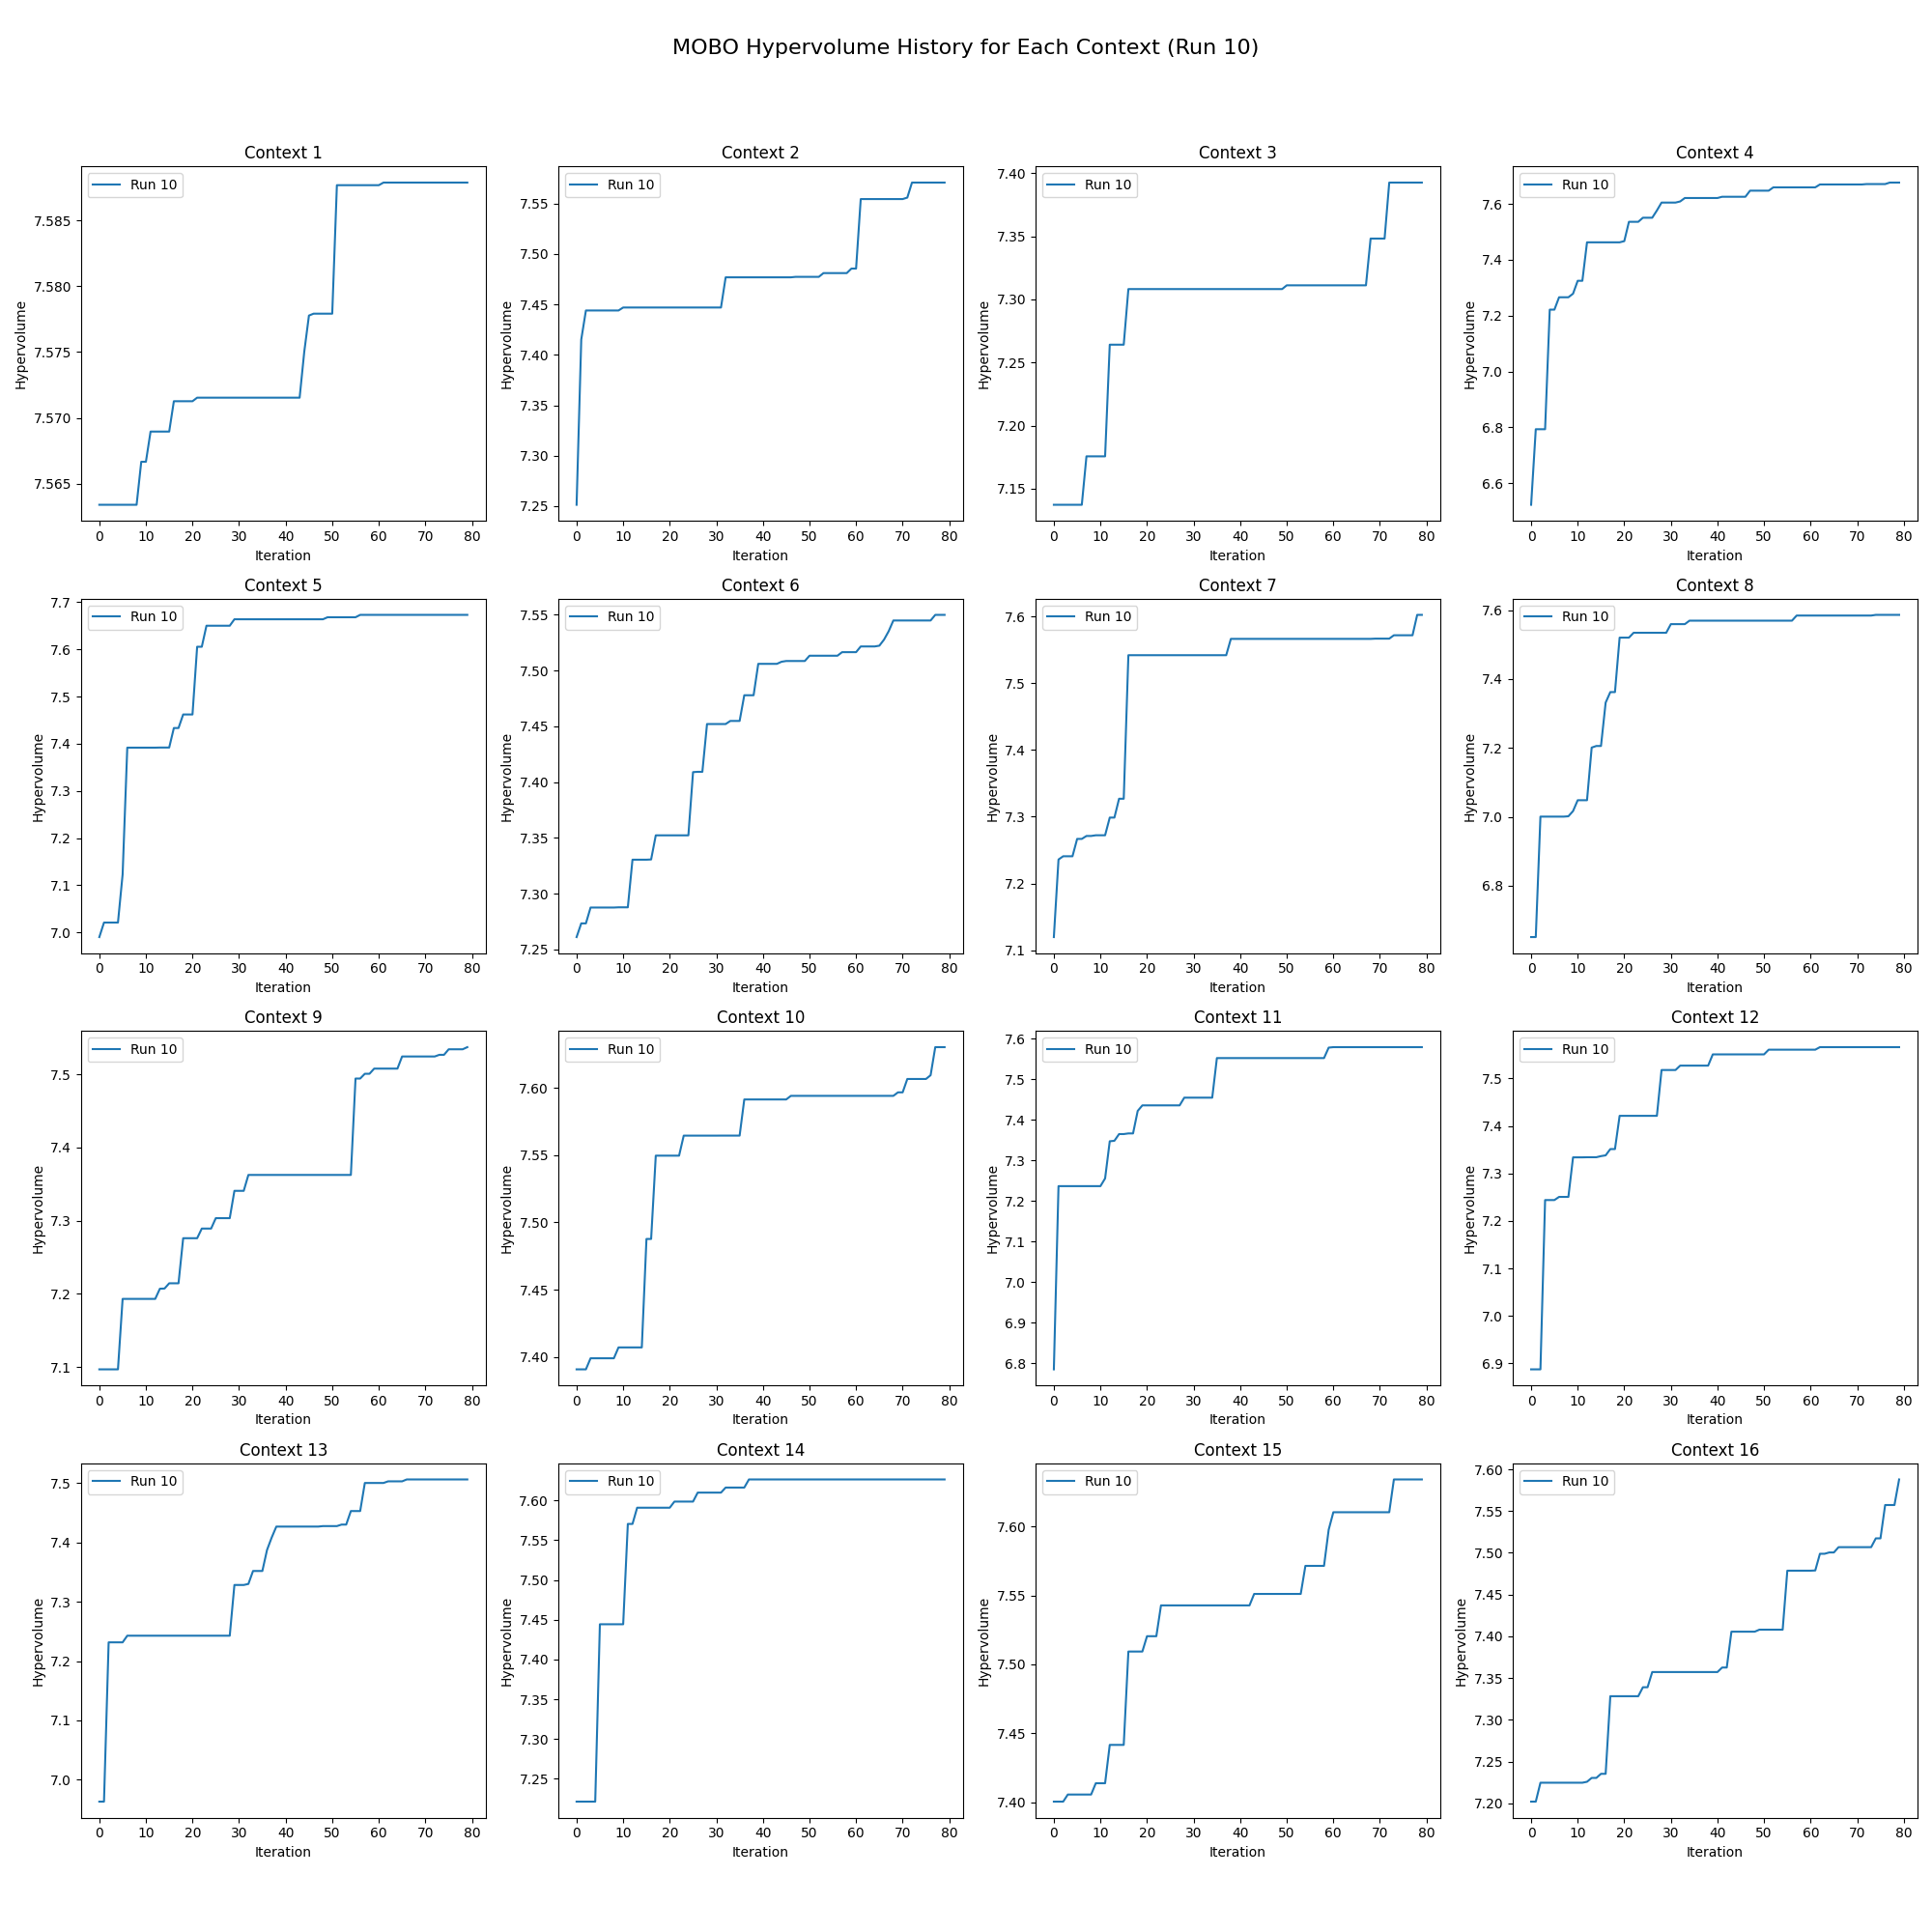 MOBO Hypervolume History for Each Context (Run 10)
Context 1
Run 10
7.585
7.580
7.575
7.570
7.565
Hypervolume
0 10 20 30 40 50 60 70 80
Iteration
Context 2
Run 10
7.55
7.50
7.45
7.40
7.35
7.30
7.25
Hypervolume
0 10 20 30 40 50 60 70 80
Iteration
Context 3
Run 10
7.40
7.35
7.30
7.25
7.20
7.15
Hypervolume
0 10 20 30 40 50 60 70 80
Iteration
Context 4
Run 10
7.6
7.4
7.2
7.0
6.8
6.6
Hypervolume
0 10 20 30 40 50 60 70 80
Iteration
Context 5
Run 10
7.7
7.6
7.5
7.4
7.3
7.2
7.1
7.0
Hypervolume
0 10 20 30 40 50 60 70 80
Iteration
Context 6
Run 10
7.55
7.50
7.45
7.40
7.35
7.30
7.25
Hypervolume
0 10 20 30 40 50 60 70 80
Iteration
Context 7
Run 10
7.6
7.5
7.4
7.3
7.2
7.1
Hypervolume
0 10 20 30 40 50 60 70 80
Iteration
Context 8
Run 10
7.6
7.4
7.2
7.0
6.8
Hypervolume
0 10 20 30 40 50 60 70 80
Iteration
Context 9
Run 10
7.5
7.4
7.3
7.2
7.1
Hypervolume
0 10 20 30 40 50 60 70 80
Iteration
Context 10
Run 10
7.60
7.55
7.50
7.45
7.40
Hypervolume
0 10 20 30 40 50 60 70 80
Iteration
Context 11
Run 10
7.6
7.5
7.4
7.3
7.2
7.1
7.0
6.9
6.8
Hypervolume
0 10 20 30 40 50 60 70 80
Iteration
Context 12
Run 10
7.5
7.4
7.3
7.2
7.1
7.0
6.9
Hypervolume
0 10 20 30 40 50 60 70 80
Iteration
Context 13
Run 10
7.5
7.4
7.3
7.2
7.1
7.0
Hypervolume
0 10 20 30 40 50 60 70 80
Iteration
Context 14
Run 10
7.60
7.55
7.50
7.45
7.40
7.35
7.30
7.25
Hypervolume
0 10 20 30 40 50 60 70 80
Iteration
Context 15
Run 10
7.60
7.55
7.50
7.45
7.40
Hypervolume
0 10 20 30 40 50 60 70 80
Iteration
Context 16
Run 10
7.60
7.55
7.50
7.45
7.40
7.35
7.30
7.25
7.20
Hypervolume
0 10 20 30 40 50 60 70 80
Iteration